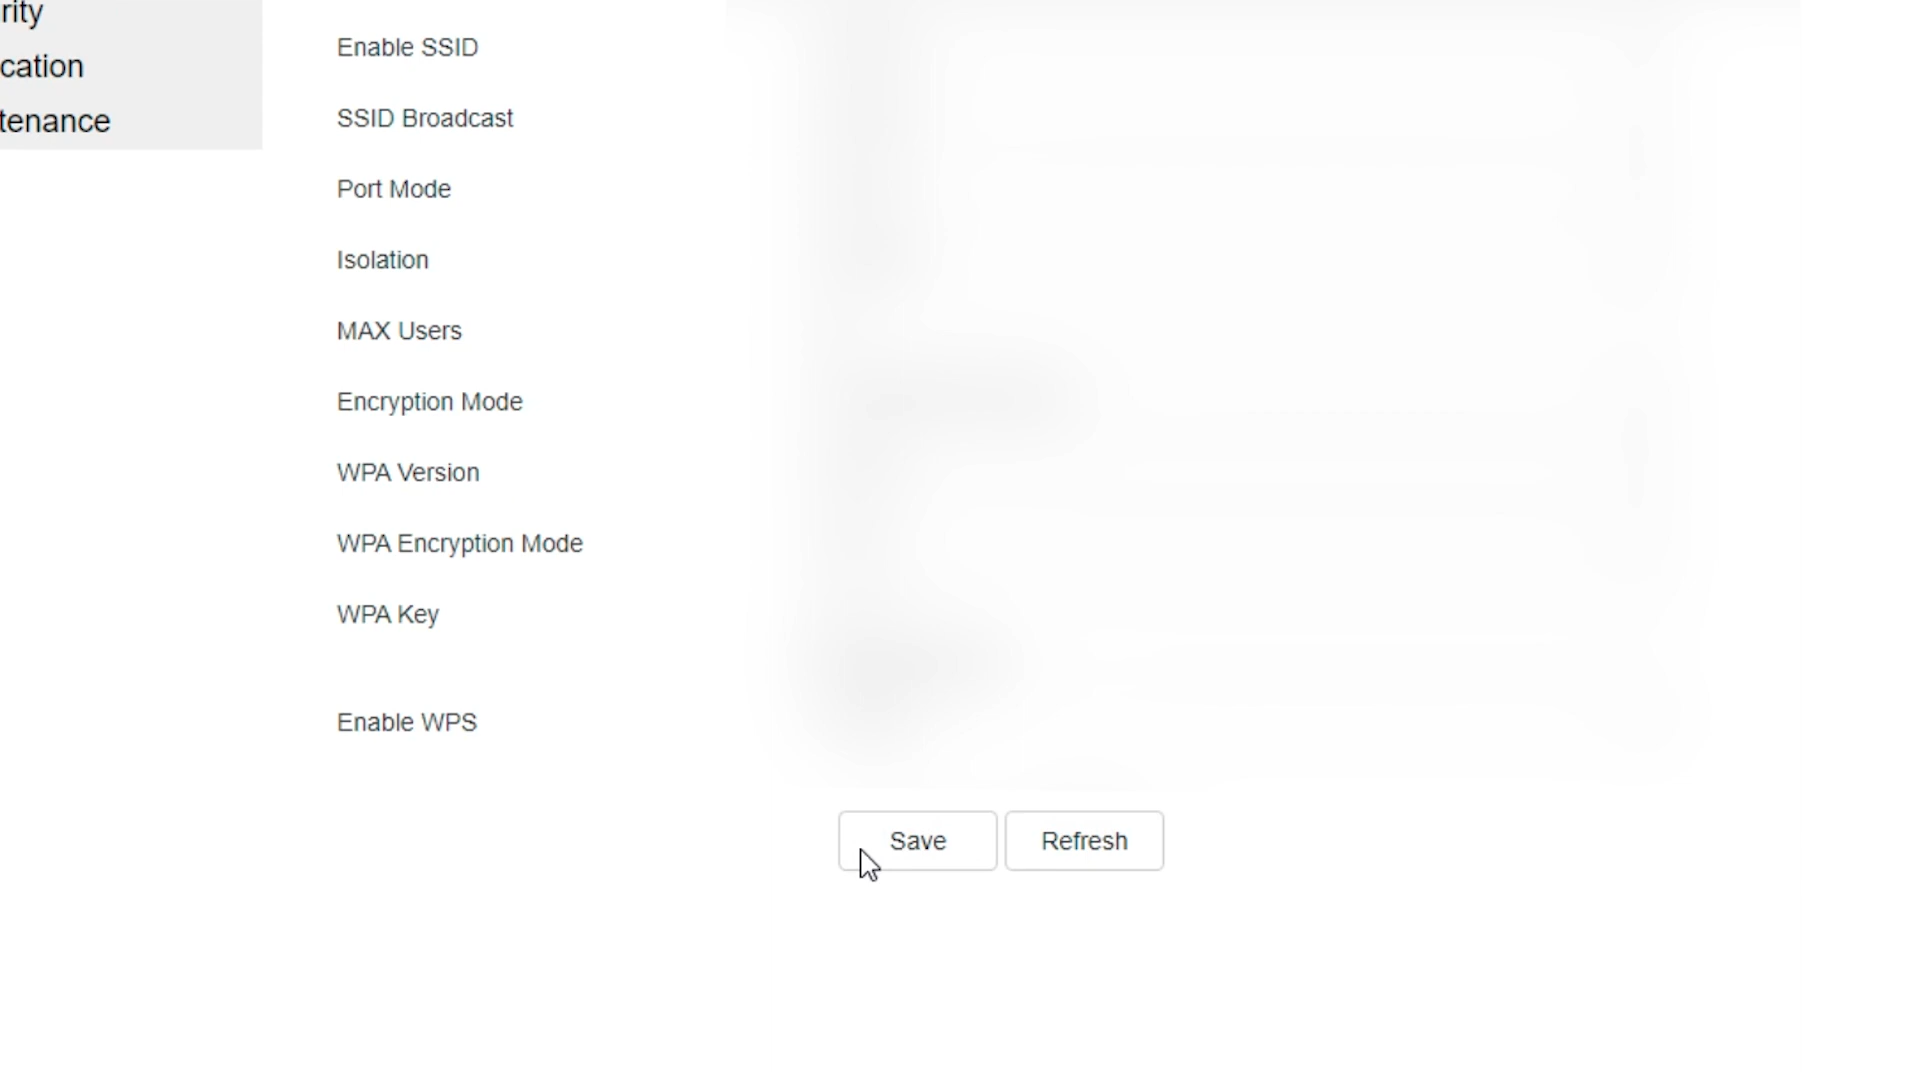 rity
cation
tenance
Enable SSID
SSID Broadcast
Port Mode
Isolation
MAX Users
Encryption Mode
WPA Version
WPA Encryption Mode
WPA Key
Enable WPS
Save Refresh